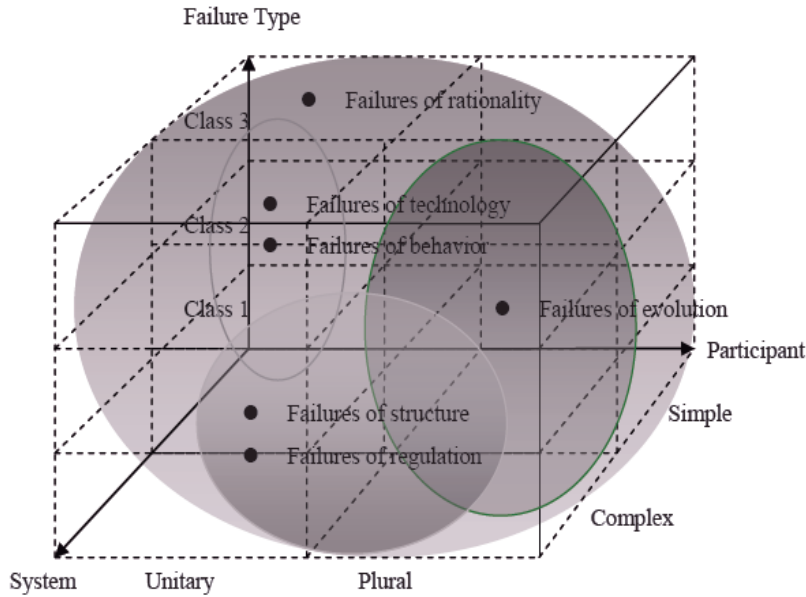 Failure Type
Failures of rationality
Class 3
Failures of technology
Class 2
Failures of behavior
Class 1
Failures of evolution
Participant
Failures of structure
Simple
Failures of regulation
Complex
System
Unitary
Plural